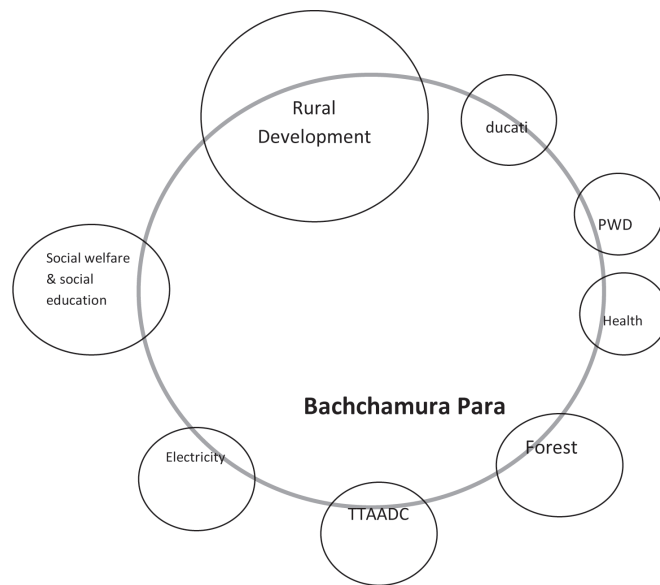 Rural
Development
ducati
PWD
Social welfare
& social
education
Health
Bachchamura Para
Forest
Electricity
TTAADC